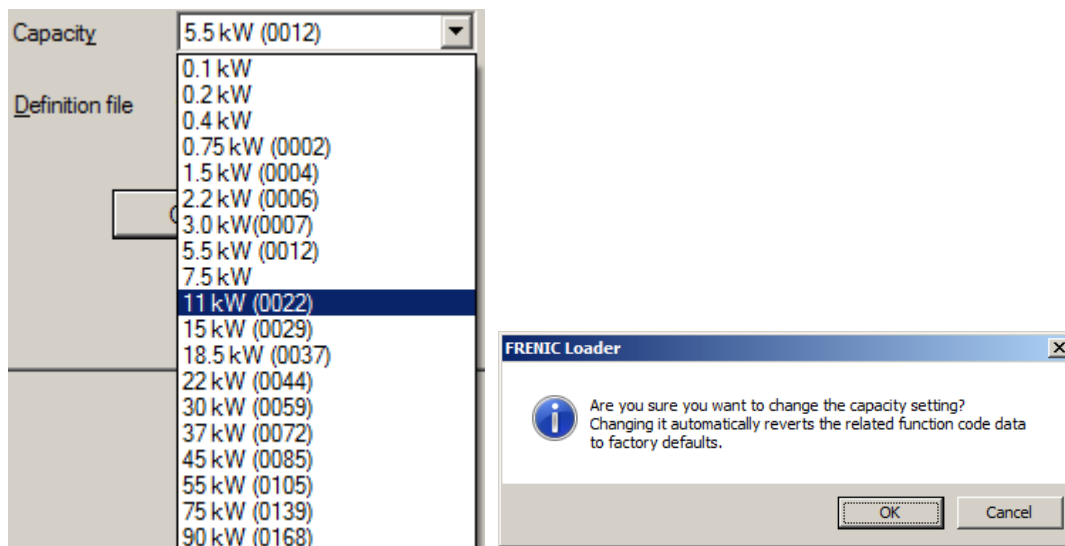 Capacity
5.5 kW (0012)
Definition file
0.1 kW
0.2 kW
0.4 kW
0.75 kW (0002)
1.5 kW (0004)
2.2 kW (0006)
3.0 kW(0007)
5.5 kW (0012)
7.5 kW
11 kW (0022)
15 kW (0029)
18.5 kW (0037)
22 kW (0044)
30 kW (0059)
37 kW (0072)
45 kW (0085)
55 kW (0105)
75 kW (0139)
90 kW (0168)
FRENIC Loader
Are you sure you want to change the capacity setting?
Changing it automatically reverts the related function code data
to factory defaults.
OK
Cancel